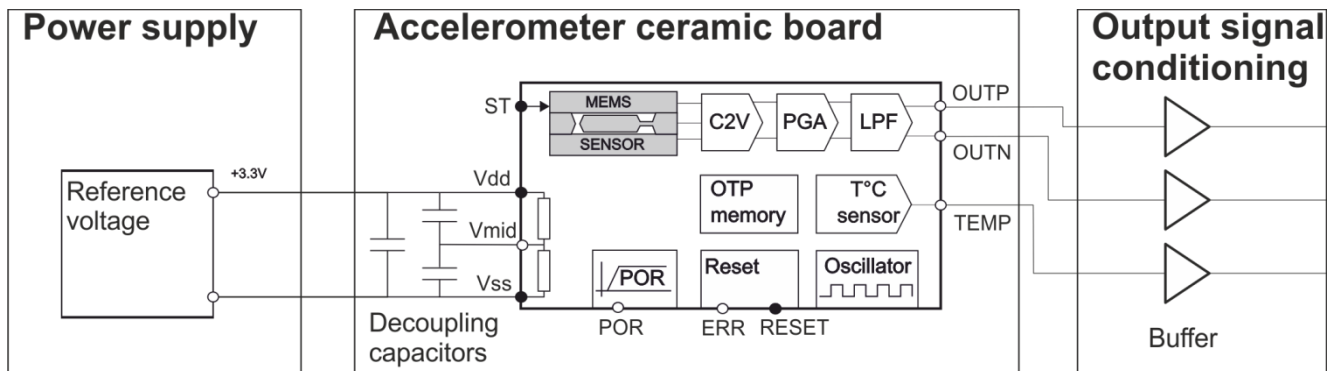 Power supply
Accelerometer ceramic board
Output signal
conditioning
ST
MEMS
SENSOR
C2V
PGA
LPF
OUTP
OUTN
Reference
voltage
+3.3V
Vdd
Vmid
Vss
OTP
memory
T°C
sensor
TEMP
POR
Reset
Oscillator
Decoupling
capacitors
POR
ERR
RESET
Buffer